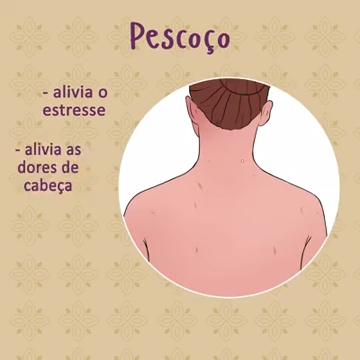 Pescoço
- alivia o
estresse
- alivia as
dores de
cabeça